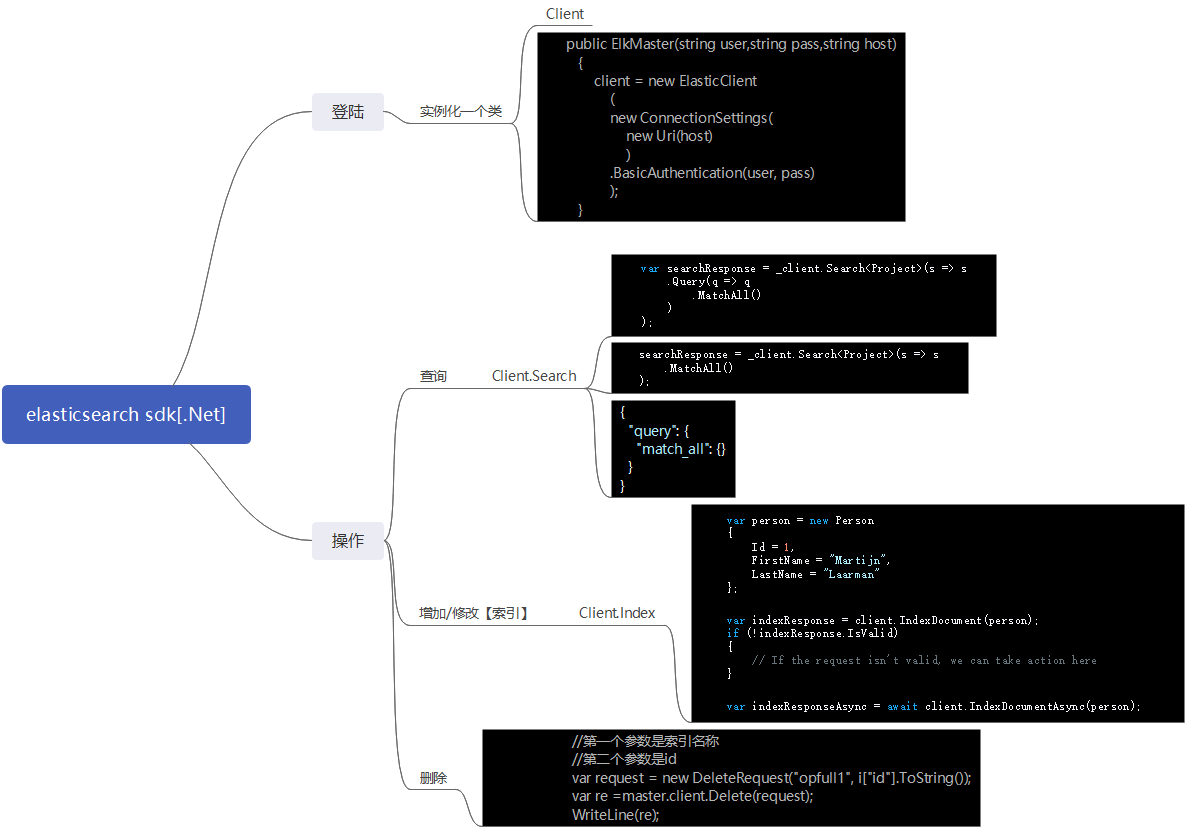 elasticsearch sdk[.Net]
登陆
实例化一个类
Client
public ElkMaster(string user,string pass,string host)
{
client = new ElasticClient
(
new ConnectionSettings(
new Uri(host)
)
.BasicAuthentication(user, pass)
);
}
操作
查询 Client.Search
var searchResponse = _client.Search<Project>(s => s
.Query(q => q
.MatchAll()
)
);
searchResponse = _client.Search<Project>(s => s
.MatchAll()
);
{
"query": {
"match_all": {}
}
}
增加/修改【索引】 Client.Index
var person = new Person
{
Id = 1,
FirstName = "Martijn",
LastName = "Laarman"
};
var indexResponse = client.IndexDocument(person);
if (!indexResponse.IsValid)
{
// If the request isn't valid, we can take action here
}
var indexResponseAsync = await client.IndexDocumentAsync(person);
删除
//第一个参数是索引名称
//第二个参数是id
var request = new DeleteRequest("opfull1", i["id"].ToString());
var re =master.client.Delete(request);
WriteLine(re);